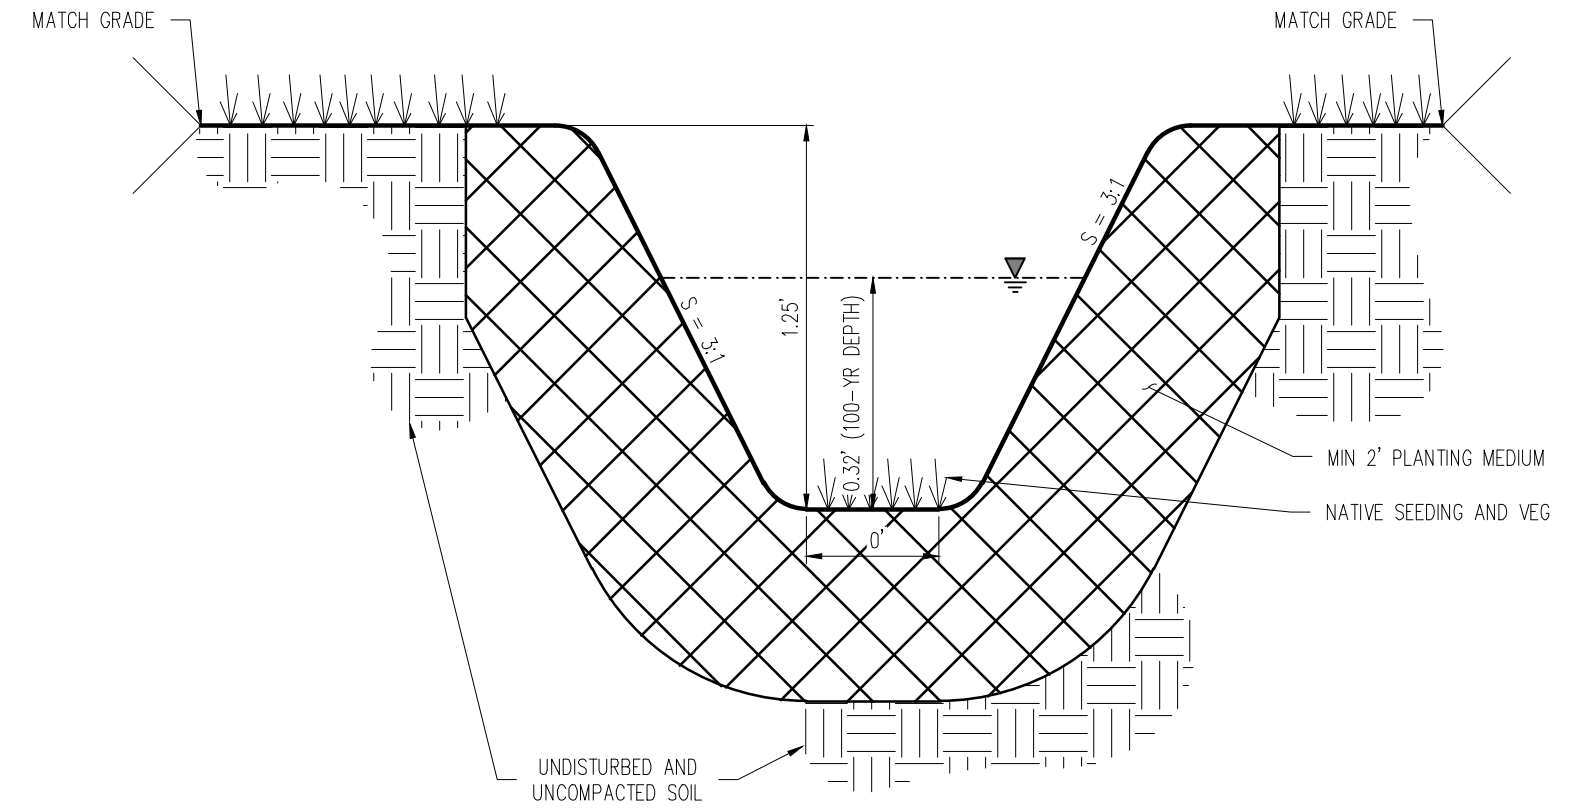 MATCH GRADE
MATCH GRADE
S = 3:1
S = 3:1
1.25'
0.32' (100-YR DEPTH)
MIN 2' PLANTING MEDIUM
NATIVE SEEDING AND VEG
0'
UNDISTURBED AND
UNCOMPACTED SOIL